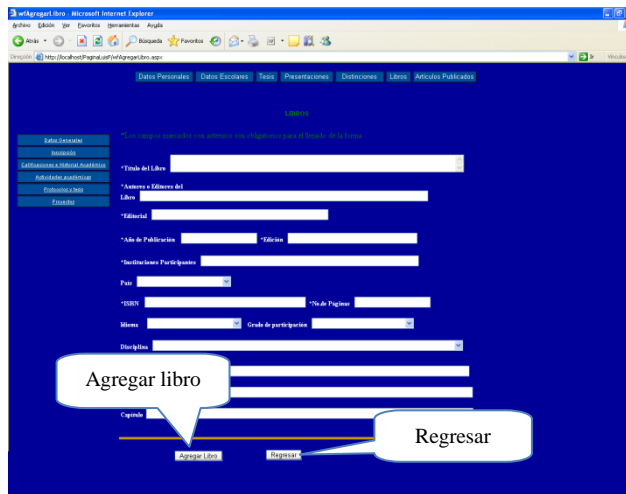 wfAgregarLibro - Microsoft Internet Explorer
Archivo Edición Ver Favoritos Herramientas Ayuda
Atrás Búsqueda Favoritos
Dirección http://localhost/PaginaLuisF/wfAgregarLibro.aspx Ir Vínculos
Datos Personales Datos Escolares Tesis Presentaciones Distinciones Libros Artículos Publicados
LIBROS
*Los campos marcados con asterisco son obligatorios para el llenado de la forma
Datos Generales
Inscripción
Calificaciones e Historial Académico
Actividades académicas
Protocolos y tesis
Proyectos
*Título del Libro
*Autores o Editores del
Libro
*Editorial
*Año de Publicación *Edición
*Instituciones Participantes
País
*ISBN *No.de Páginas
Idioma Grado de participación
Disciplina
Capítulo
Agregar libro
Regresar
Agregar Libro Regresar